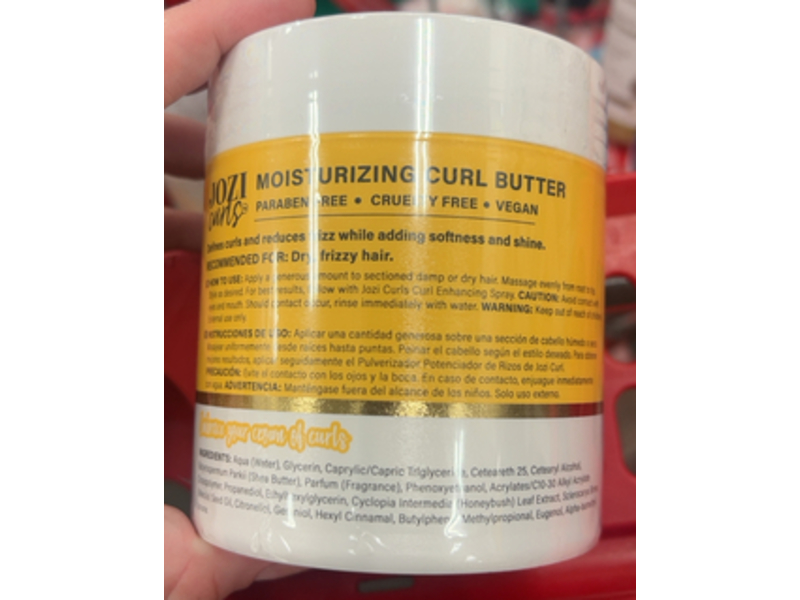 JOZI
curls
MOISTURIZING CURL BUTTER
PARABEN FREE • CRUELTY FREE • VEGAN
Defines curls and reduces frizz while adding softness and shine.
RECOMMENDED FOR: Dry, frizzy hair.
HOW TO USE: Apply a generous amount to sectioned damp or dry hair. Massage evenly from root to tip.
Style as desired. For best results, follow with Jozi Curls Curl Enhancing Spray. CAUTION: Avoid contact with
eyes and mouth. Should contact occur, rinse immediately with water. WARNING: Keep out of reach of children.
External use only.
INSTRUCCIONES DE USO: Aplicar una cantidad generosa sobre una sección de cabello húmedo o seco.
uniformemente desde raíces hasta puntas. Peinar el cabello según el estilo deseado. Para obtener
mejores resultados, aplicar seguidamente el Pulverizador Potenciador de Rizos de Jozi Curl.
PRECAUCIÓN: Evite el contacto con los ojos y la boca. En caso de contacto, enjuague inmediatamente
con agua. ADVERTENCIA: Manténgase fuera del alcance de los niños. Solo uso externo.
your crown of curls
INGREDIENTS: Aqua (Water), Glycerin, Caprylic/Capric Triglyceride, Ceteareth 25, Cetearyl Alcohol,
Butyrospermum Parkii (Shea Butter), Parfum (Fragrance), Phenoxyethanol, Acrylates/C10-30 Alkyl Acrylate
Crosspolymer, Propanediol, Ethylhexylglycerin, Cyclopia Intermedia (Honeybush) Leaf Extract, Sclerocarya Birrea
Seed Oil, Citronellol, Geraniol, Hexyl Cinnamal, Butylphenyl Methylpropional, Eugenol, Alpha-Isomethyl